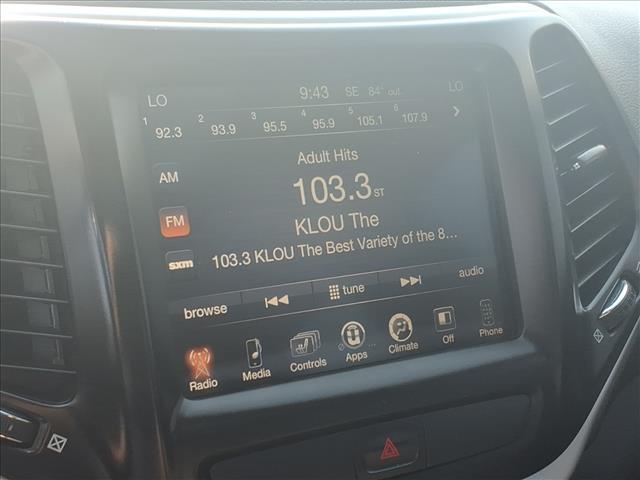 LO 9:43 SE 84° out. LO
1 92.3 2 93.9 3 95.5 4 95.9 5 105.1 6 107.9
Adult Hits
AM
103.3 ST
FM
KLOU The
sxm 103.3 KLOU The Best Variety of the 8...
browse tune audio
Radio Media Controls Apps Climate Off Phone